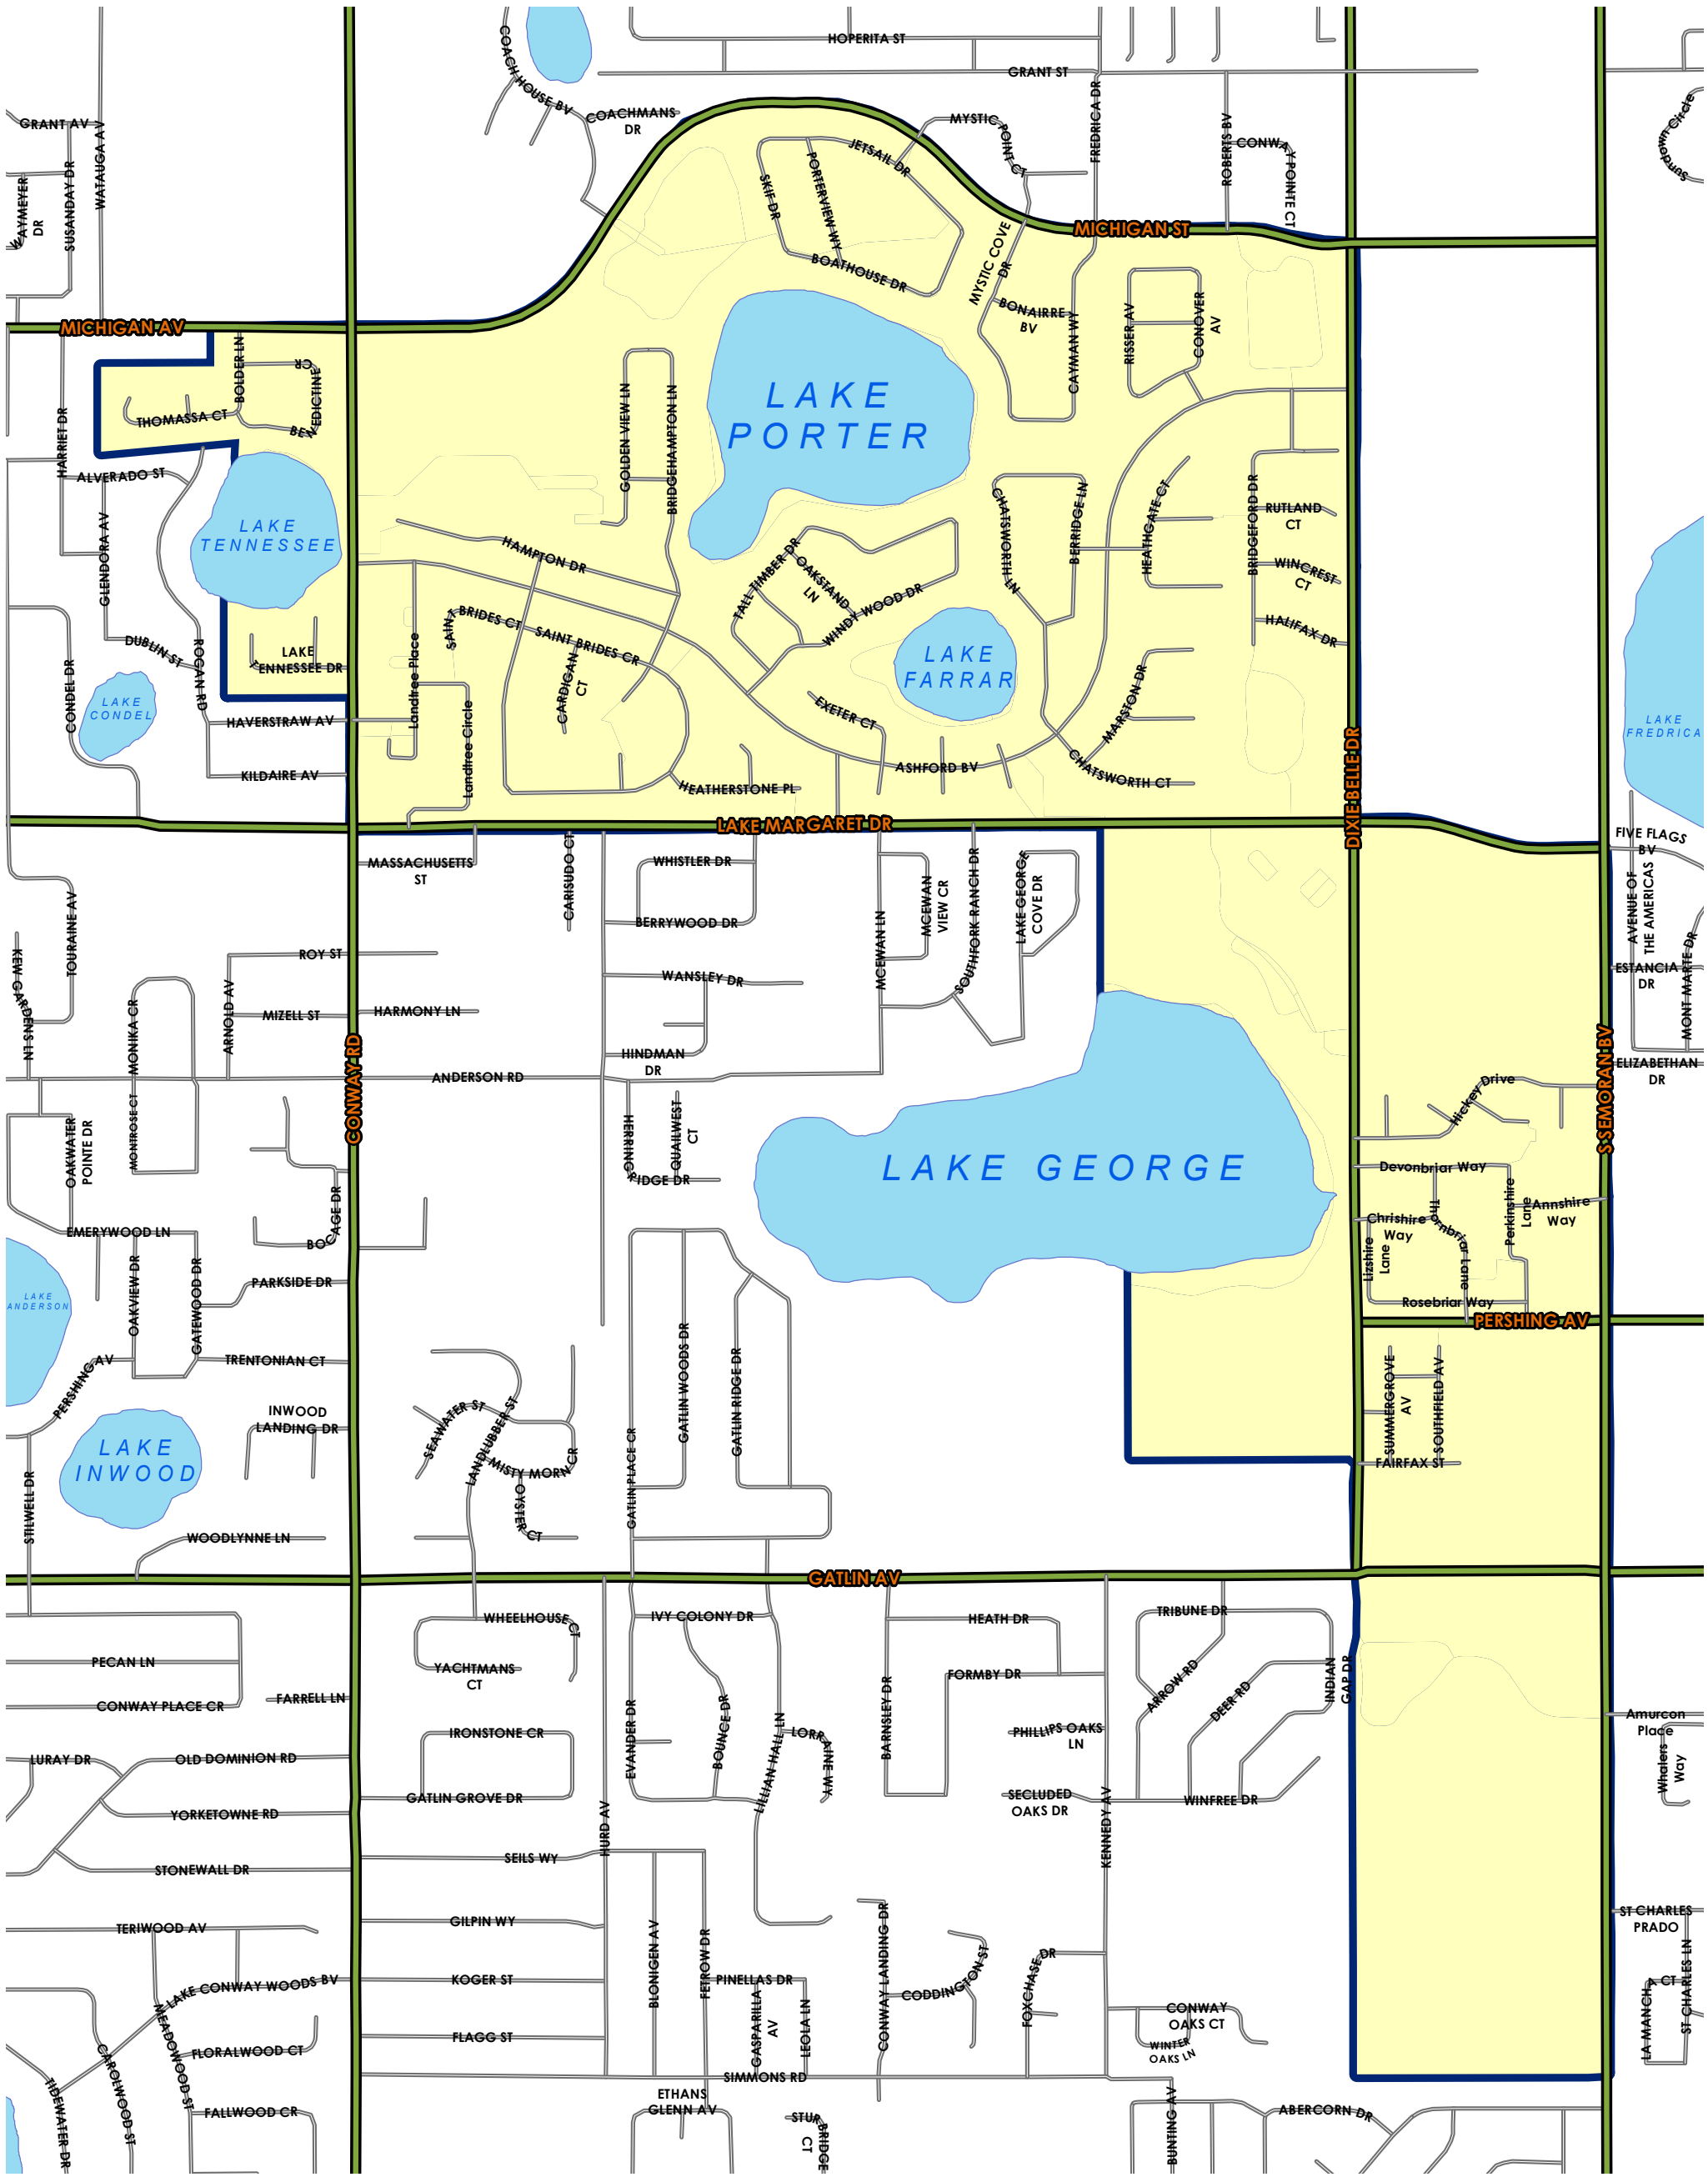 HOPERITA ST
COACH HOUSE BV
GRANT ST
COACHMANS
DR
FREDRICA DR
MYSTIC POINT CT
ROBERTS BV
CONWAY POINTE CT
Sundown Circle
GRANT AV
WATAUGA AV
SUSANDAY DR
WAYMEYER
DR
JETSAIL DR
SKIF DR
PORTERVIEW WY
BOATHOUSE DR
MICHIGAN ST
MYSTIC COVE
DR
BONAIRRE
BV
CAYMAN WY
RISSER AV
CONOVER
AV
MICHIGAN AV
BOLDER LN
BENEDICTINE
CR
THOMASSA CT
HARRIET DR
ALVERADO ST
GLENDORA AV
LAKE
TENNESSEE
LAKE
PORTER
GOLDEN VIEW LN
BRIDGEHAMPTON LN
HAMPTON DR
TALL TIMBER DR
OAKSTAND
LN
WINDY WOOD DR
CHATSWORTH LN
BERRIDGE LN
HEATHGATE CT
BRIDGEFORD DR
RUTLAND
CT
WINCREST
CT
HALIFAX DR
LAKE
FARRAR
LAKE
FREDRICA
SAINT BRIDES CT
SAINT BRIDES CR
CARDIGAN
CT
Landtree Place
Landtree Circle
DUBLIN ST
ROGAN RD
CONDEL DR
LAKE
CONDEL
LAKE
TENNESSEE DR
HAVERSTRAW AV
KILDAIRE AV
EXETER CT
MARSTON DR
ASHFORD BV
CHATSWORTH CT
HEATHERSTONE PL
DIXIE BELLE DR
LAKE MARGARET DR
FIVE FLAGS
BV
AVENUE OF
THE AMERICAS
MONT MARTE DR
ESTANCIA
DR
ELIZABETHAN
DR
MASSACHUSETTS
ST
CARISUDO CT
WHISTLER DR
BERRYWOOD DR
WANSLEY DR
HINDMAN
DR
MCEWAN LN
MCEWAN
VIEW CR
SOUTHFORK RANCH DR
LAKE GEORGE
COVE DR
TOURAINE AV
KEW GARDENS LN
ROY ST
ARNOLD AV
MIZELL ST
HARMONY LN
MONIKA CR
MONTROSE CT
ANDERSON RD
CONWAY RD
S SEMORAN BV
OAKWATER
POINTE DR
HERRINGRIDGE DR
QUAILWEST
CT
LAKE GEORGE
Hickey Drive
Devonbriar Way
Chrishire
Way
Thornbriar Lane
Perkinshire
Lane
Annshire
Way
Lizshire
Lane
Rosebriar Way
PERSHING AV
EMERYWOOD LN
BOCAGE DR
PARKSIDE DR
OAKVIEW DR
GATEWOOD DR
LAKE
ANDERSON
TRENTONIAN CT
PERSHING AV
INWOOD
LANDING DR
LAKE
INWOOD
STILWELL DR
WOODLYNNE LN
SEAWATER ST
LANDLUBBER ST
MISTY MORN CR
OYSTER CT
GATLIN PLACE CR
GATLIN WOODS DR
GATLIN RIDGE DR
SUMMERGROVE
AV
SOUTHFIELD AV
FAIRFAX ST
GATLIN AV
WHEELHOUSE CT
YACHTMANS
CT
IVY COLONY DR
HEATH DR
TRIBUNE DR
PECAN LN
CONWAY PLACE CR
FARRELL LN
FORMBY DR
ARROW RD
DEER RD
INDIAN
GAP DR
EVANDER DR
BOUNCE DR
LILLIAN HALL LN
LORRAINE WY
BARNSLEY DR
PHILLIPS OAKS
LN
Amurcon
Place
Whalers
Way
IRONSTONE CR
LURAY DR
OLD DOMINION RD
GATLIN GROVE DR
SECLUDED
OAKS DR
WINFREE DR
YORKETOWNE RD
HURD AV
KENNEDY AV
STONEWALL DR
SEILS WY
TERIWOOD AV
GILPIN WY
BLONIGEN AV
FETROW DR
CONWAY LANDING DR
CODDINGTON ST
FOXCHASE DR
ST CHARLES
PRADO
ST CHARLES LN
LA MANCHA CT
LAKE CONWAY WOODS BV
KOGER ST
PINELLAS DR
GASPARILLA
AV
LEOLA LN
CONWAY
OAKS CT
WINTER
OAKS LN
MEADOWOOD ST
FLORALWOOD CT
FLAGG ST
CAROLWOOD ST
TIDEWATER DR
SIMMONS RD
FALLWOOD CR
ETHANS
GLENN AV
STURBRIDGE
CT
BUNTING AV
ABERCORN DR